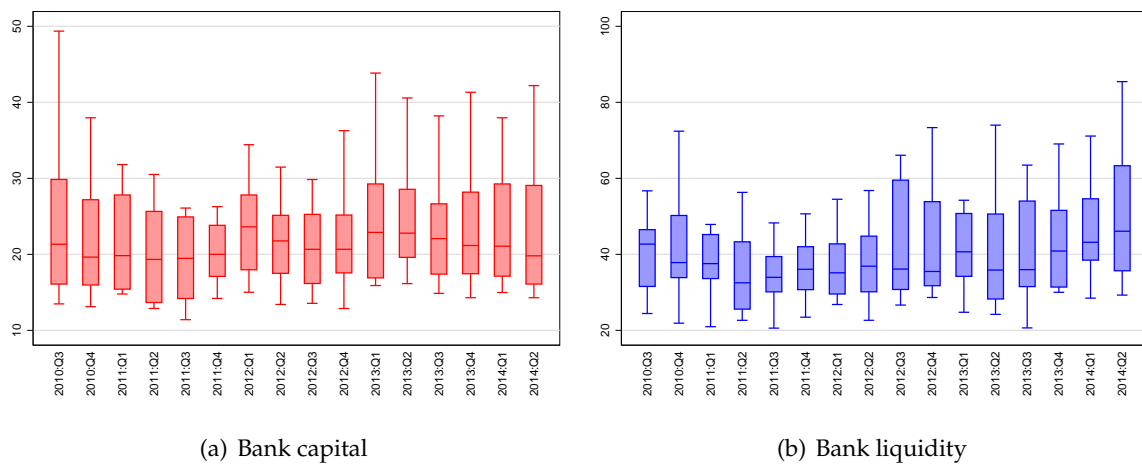 50
40
30
20
10
2010:Q3
2010:Q4
2011:Q1
2011:Q2
2011:Q3
2011:Q4
2012:Q1
2012:Q2
2012:Q3
2012:Q4
2013:Q1
2013:Q2
2013:Q3
2013:Q4
2014:Q1
2014:Q2
(a) Bank capital
100
80
60
40
20
2010:Q3
2010:Q4
2011:Q1
2011:Q2
2011:Q3
2011:Q4
2012:Q1
2012:Q2
2012:Q3
2012:Q4
2013:Q1
2013:Q2
2013:Q3
2013:Q4
2014:Q1
2014:Q2
(b) Bank liquidity